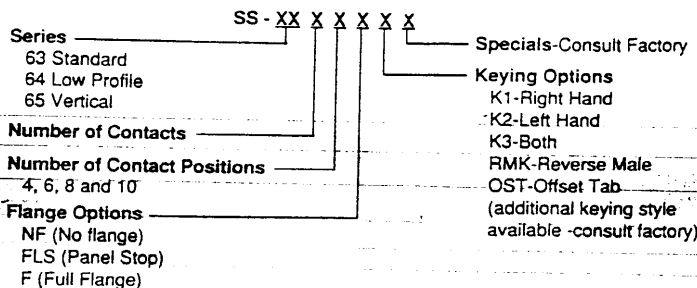 SS - XX X X X X X
Series
63 Standard
64 Low Profile
65 Vertical
Number of Contacts
Number of Contact Positions
4, 6, 8 and 10
Flange Options
NF (No flange)
FLS (Panel Stop)
F (Full Flange)
Specials-Consult Factory
Keying Options
K1-Right Hand
K2-Left Hand
K3-Both
RMK-Reverse Male
OST-Offset Tab
(additional keying style
available -consult factory)